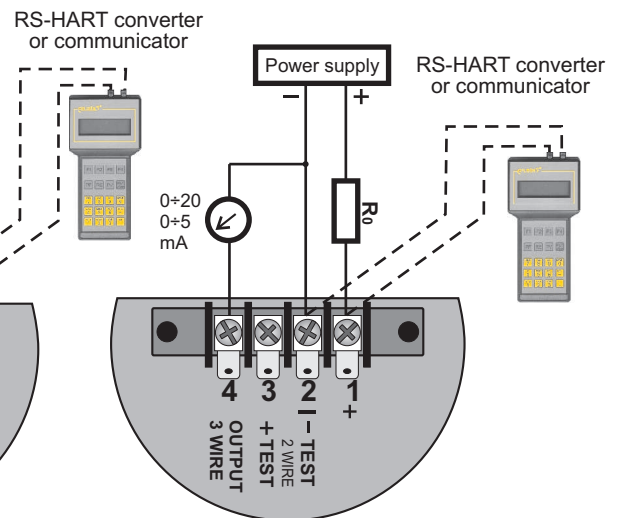 RS-HART converter
or communicator
Power supply
RS-HART converter
or communicator
– +
0÷20
0÷5
mA
R₀
4 3 2 1
+
OUTPUT
3 WIRE
+ TEST
– TEST
2 WIRE
–